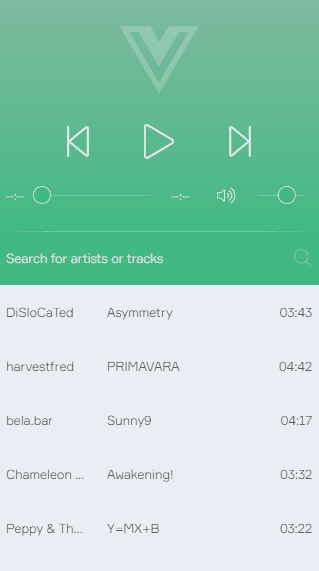 --:-- --:--
Search for artists or tracks
DiSloCaTed Asymmetry 03:43
harvestfred PRIMAVARA 04:42
bela.bar Sunny9 04:17
Chameleon ... Awakening! 03:32
Peppy & Th... Y=MX+B 03:22